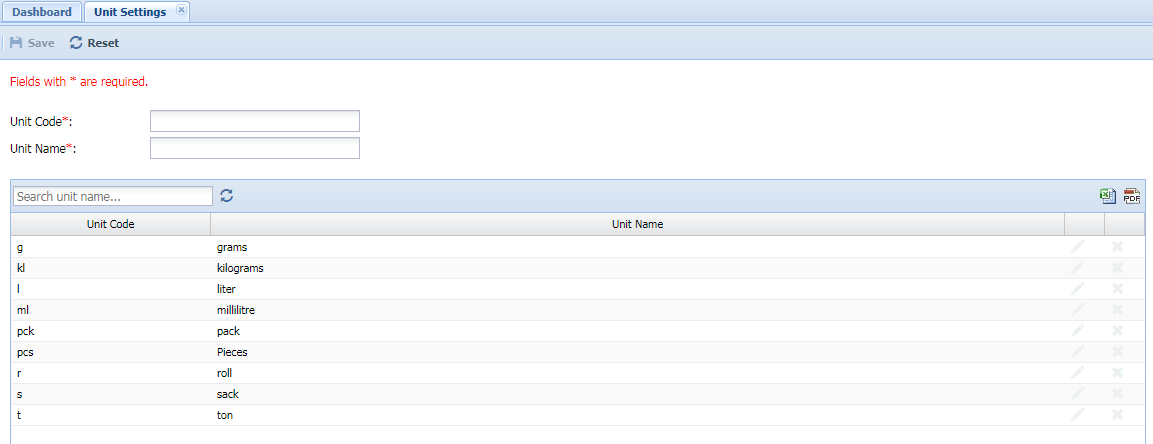 Dashboard Unit Settings
Save Reset
Fields with * are required.
Unit Code*:
Unit Name*:
Search unit name... PDF
Unit Code Unit Name
g grams
kl kilograms
l liter
ml millilitre
pck pack
pcs Pieces
r roll
s sack
t ton